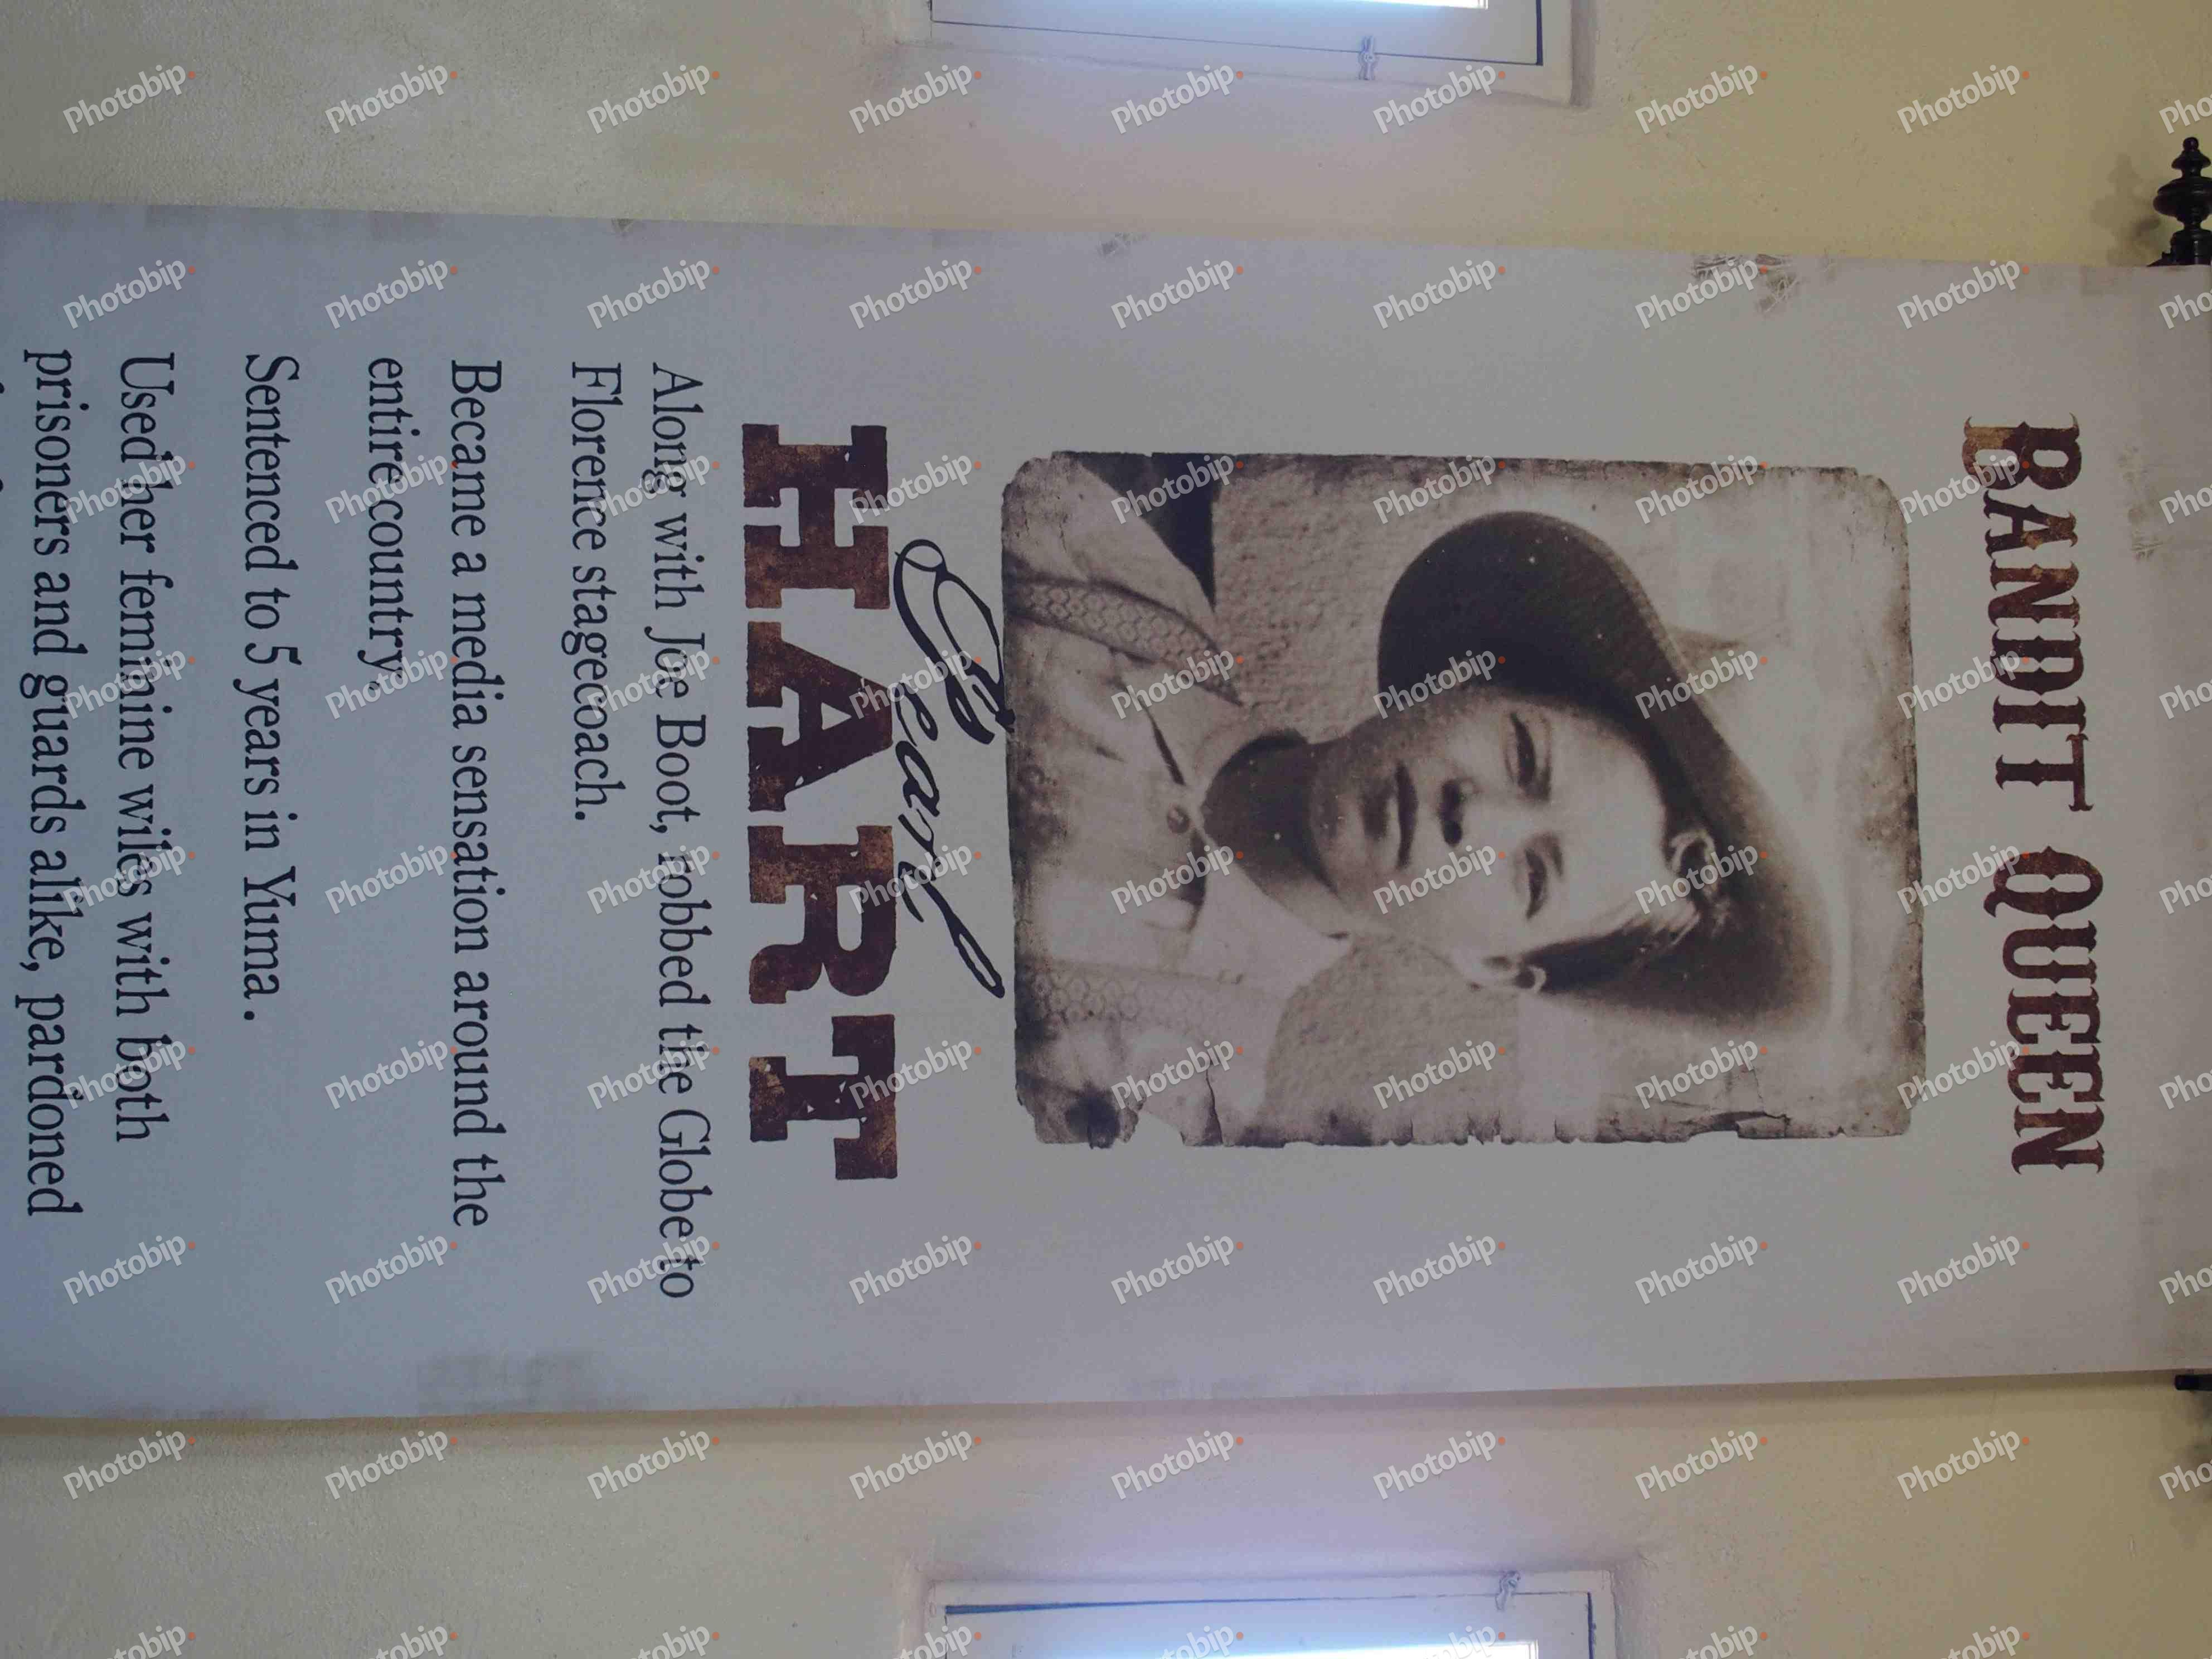 BANDIT QUEEN
Pearl
HART
Along with Joe Boot, robbed the Globe to
Florence stagecoach.
Became a media sensation around the
entire country.
Sentenced to 5 years in Yuma.
Used her feminine wiles with both
prisoners and guards alike, pardoned
Photobip